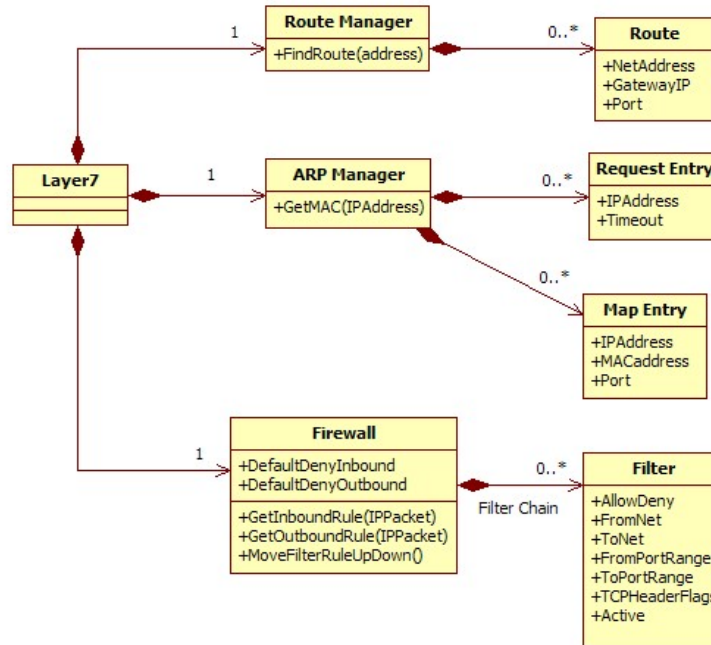 Route Manager
+FindRoute(address)
1
0..*
Route
+NetAddress
+GatewayIP
+Port
Layer7
1
ARP Manager
+GetMAC(IPAddress)
0..*
Request Entry
+IPAddress
+Timeout
0..*
Map Entry
+IPAddress
+MACaddress
+Port
1
Firewall
+DefaultDenyInbound
+DefaultDenyOutbound
+GetInboundRule(IPPacket)
+GetOutboundRule(IPPacket)
+MoveFilterRuleUpDown()
0..*
Filter Chain
Filter
+AllowDeny
+FromNet
+ToNet
+FromPortRange
+ToPortRange
+TCPHeaderFlags
+Active